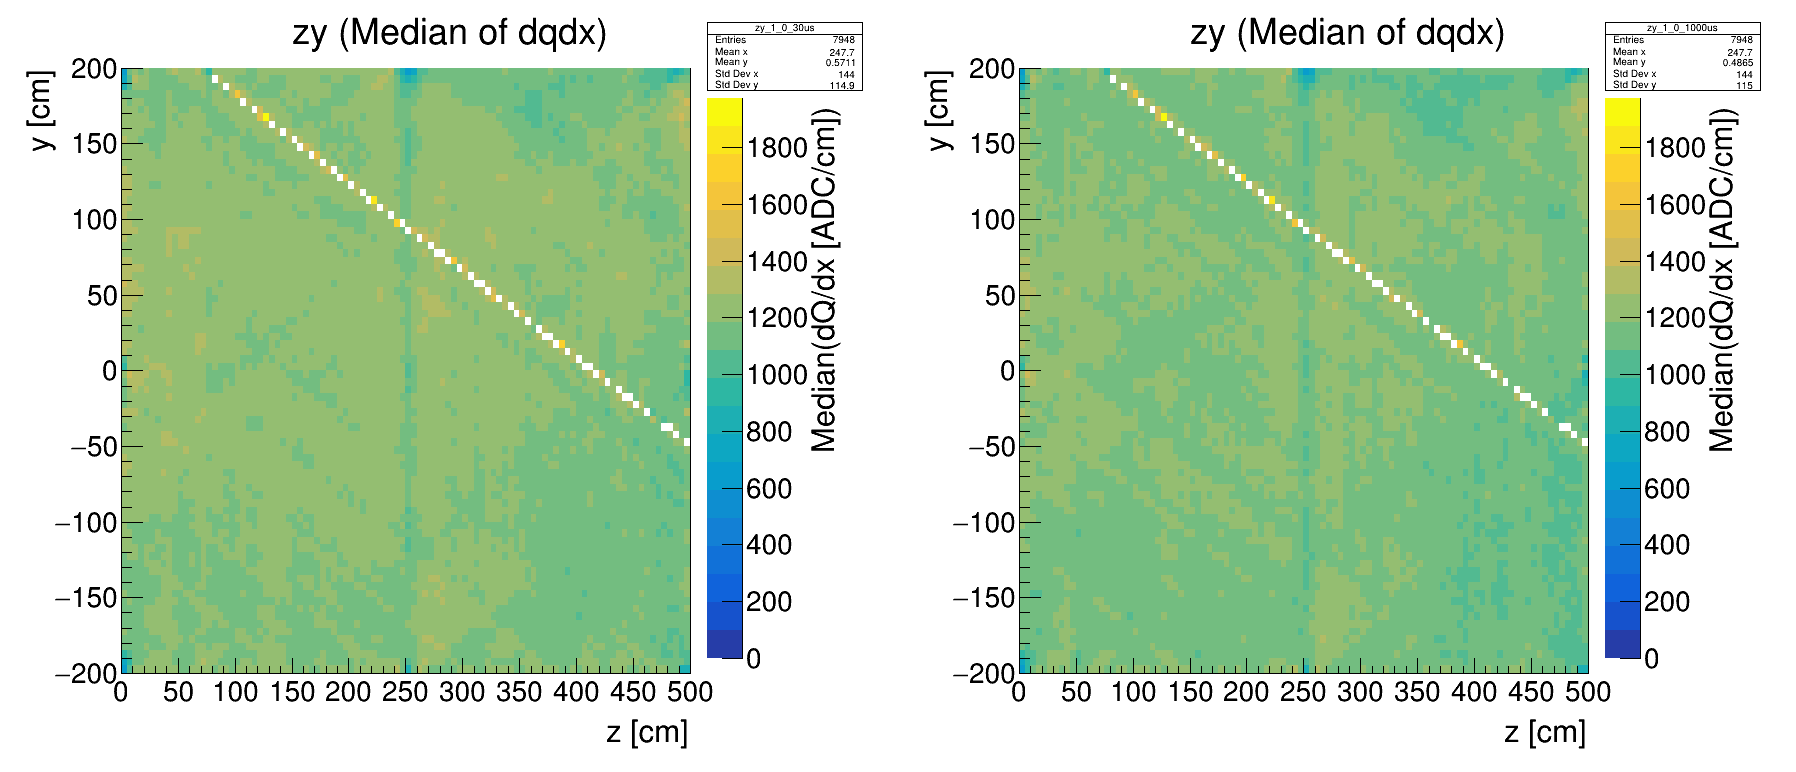 zy (Median of dqdx)
zy_1_0_30us
Entries 7948
Mean x 247.7
Mean y 0.5711
Std Dev x 144
Std Dev y 114.9
y [cm]
200
150
100
50
0
−50
−100
−150
−200
0 50 100 150 200 250 300 350 400 450 500
z [cm]
1800
1600
1400
1200
1000
800
600
400
200
0
Median(dQ/dx [ADC/cm])
zy (Median of dqdx)
zy_1_0_1000us
Entries 7948
Mean x 247.7
Mean y 0.4865
Std Dev x 144
Std Dev y 115
y [cm]
200
150
100
50
0
−50
−100
−150
−200
0 50 100 150 200 250 300 350 400 450 500
z [cm]
1800
1600
1400
1200
1000
800
600
400
200
0
Median(dQ/dx [ADC/cm])